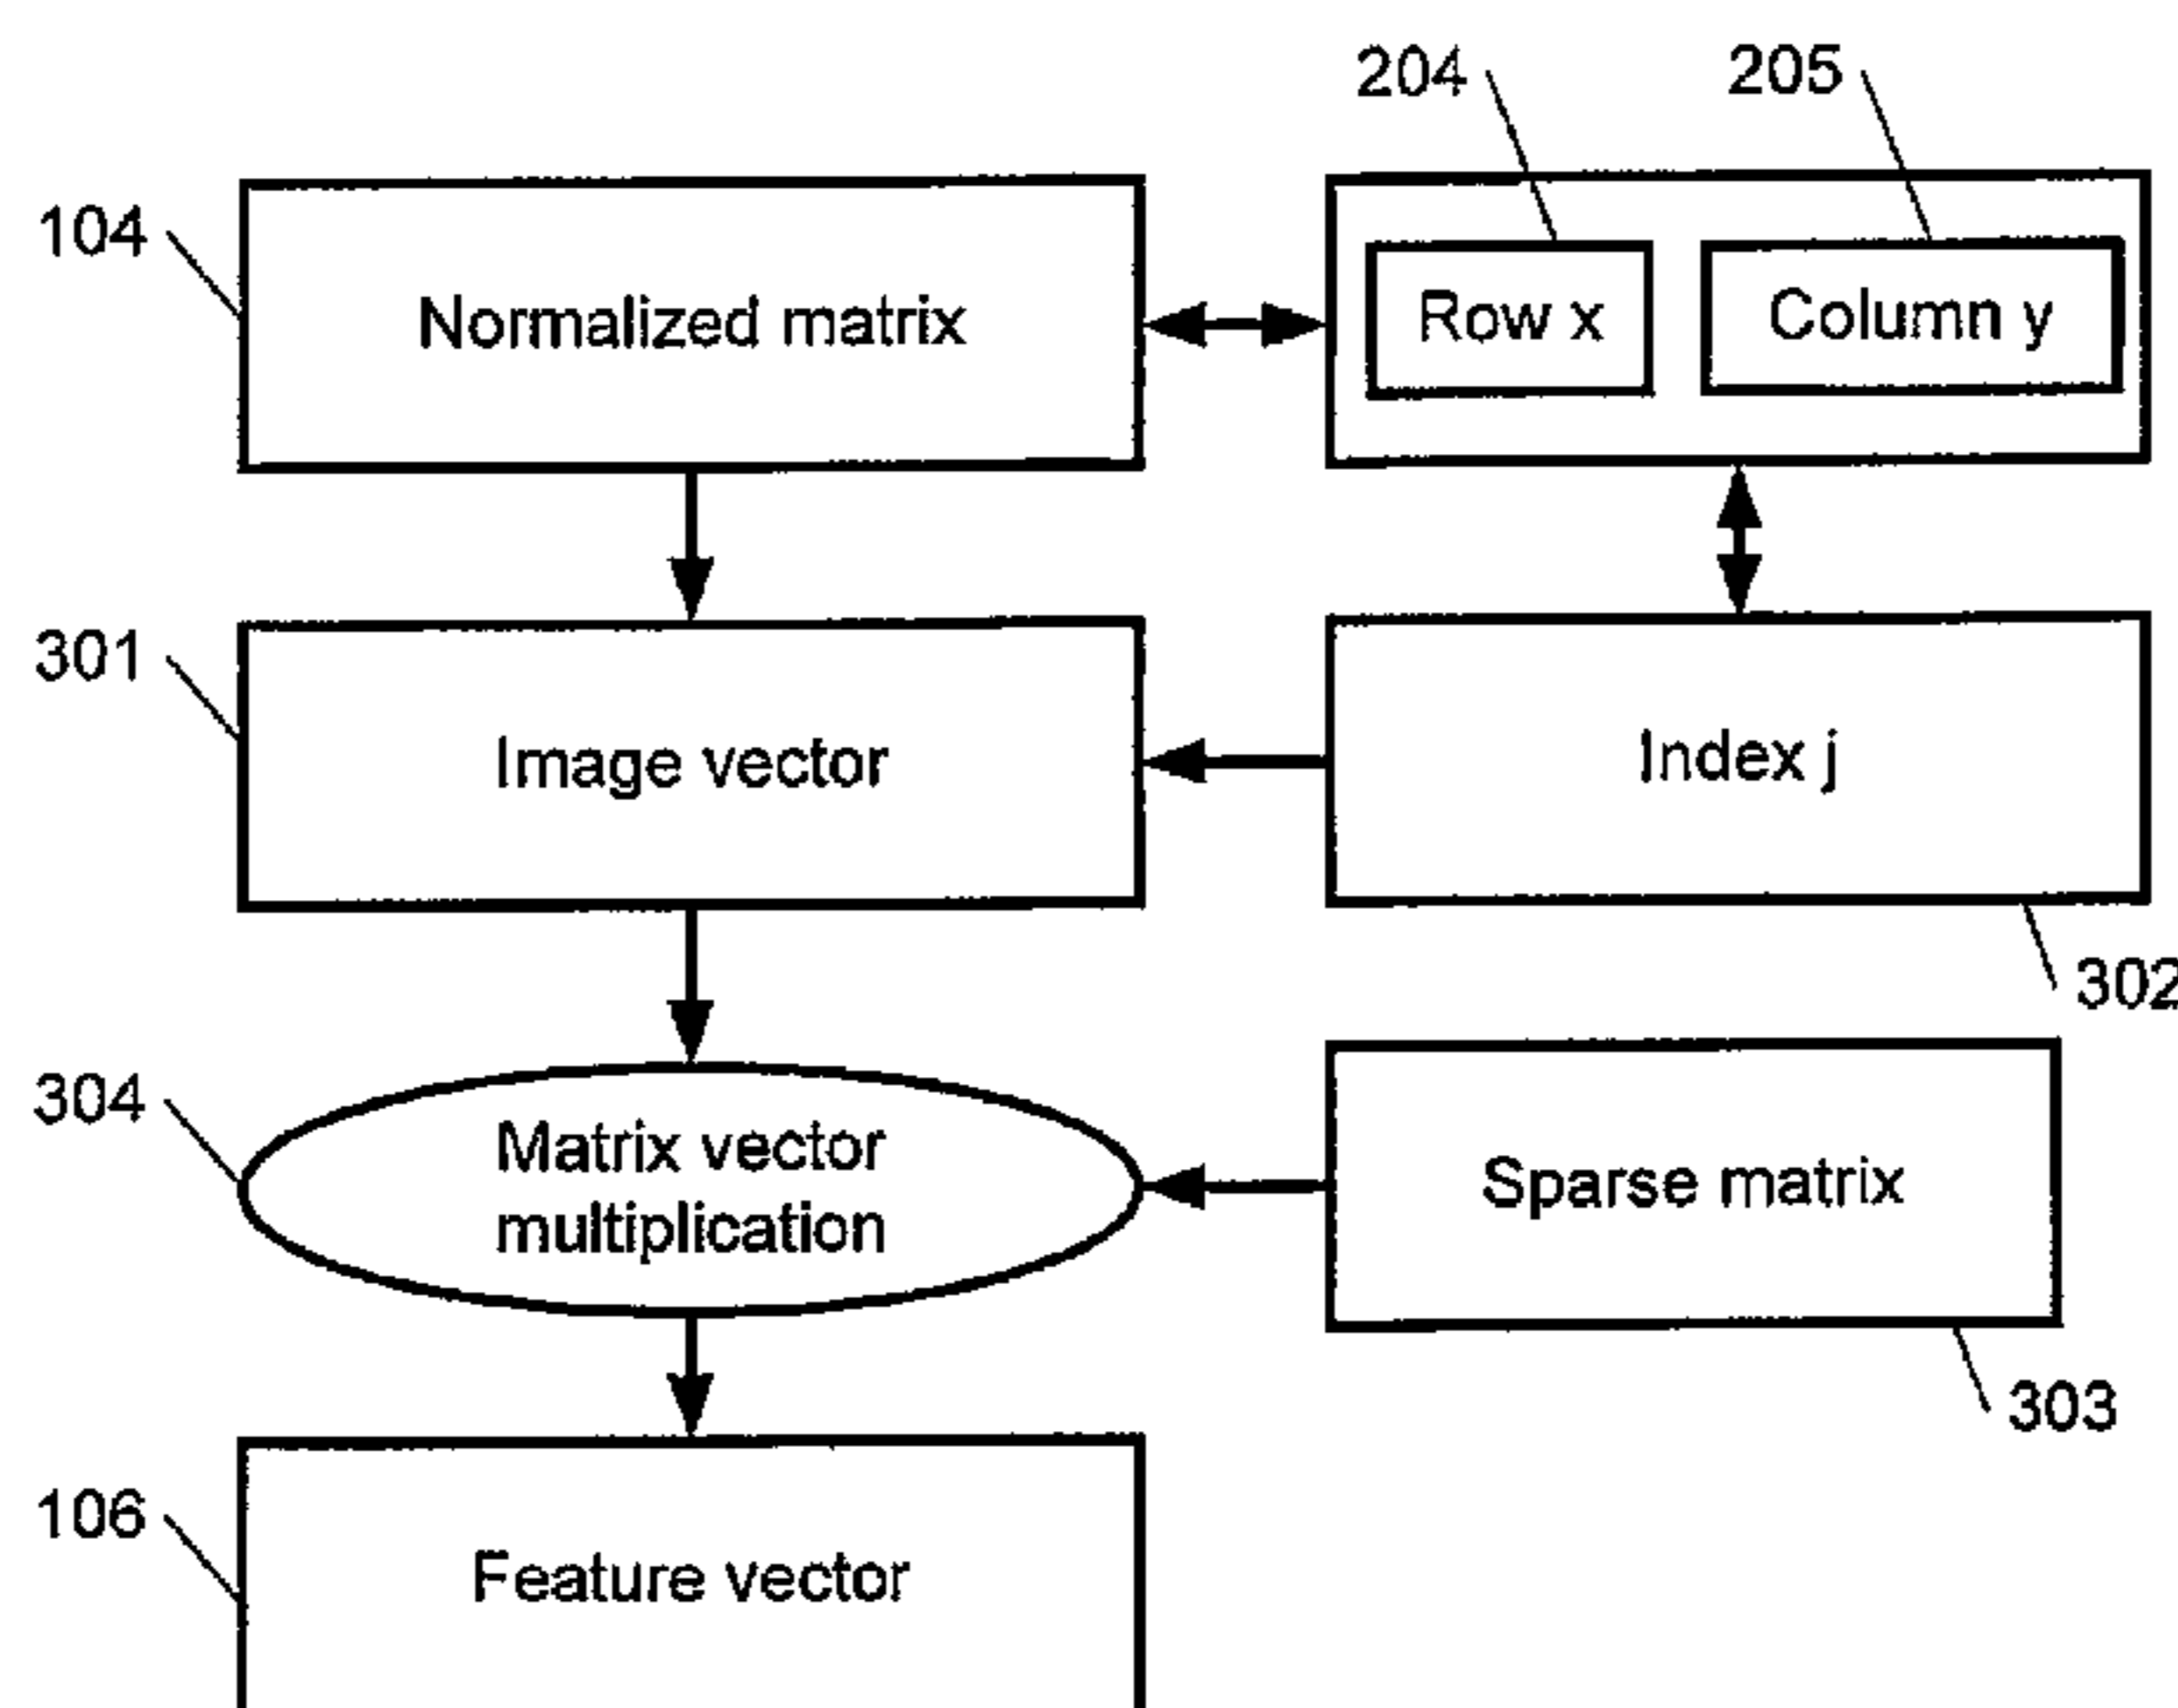 204
205
104
Normalized matrix
Row x
Column y
301
Image vector
Index j
302
304
Matrix vector
multiplication
Sparse matrix
303
106
Feature vector